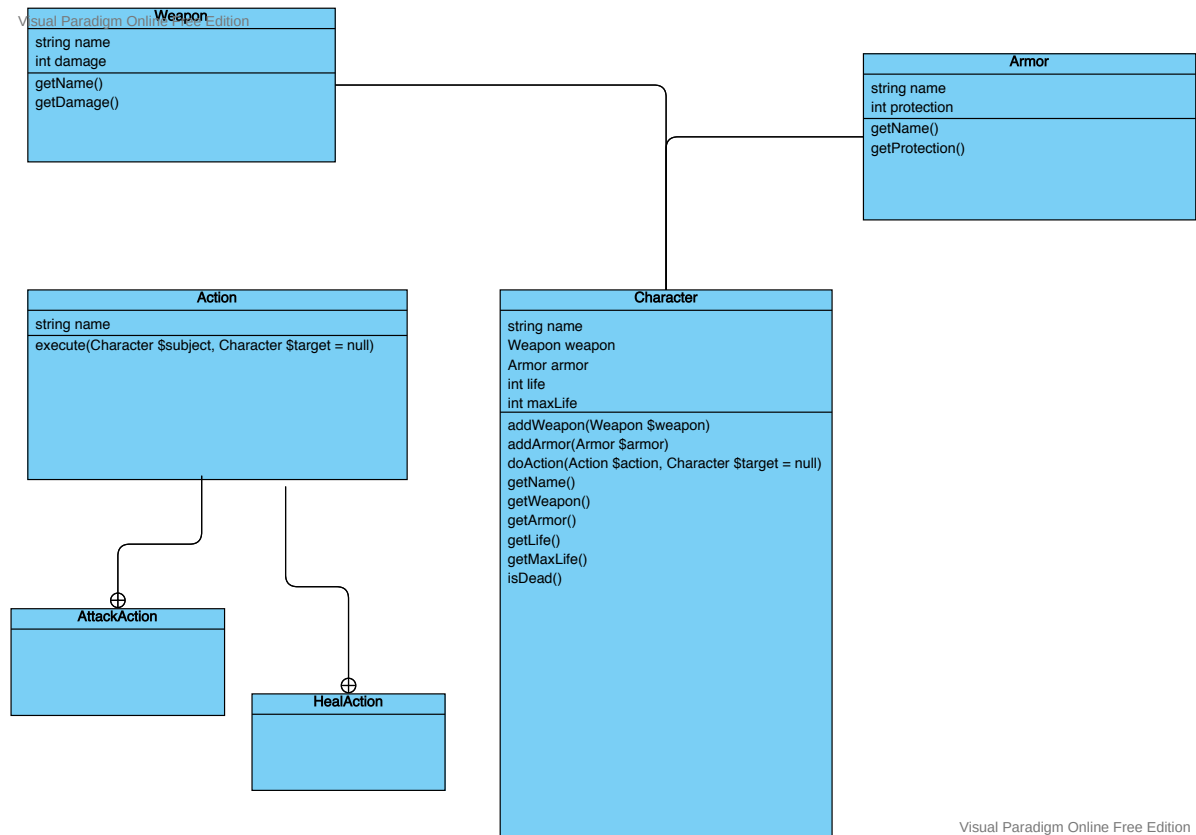 Visual Paradigm Online Free Edition
Weapon
string name
int damage
getName()
getDamage()
Armor
string name
int protection
getName()
getProtection()
Action
string name
execute(Character $subject, Character $target = null)
Character
string name
Weapon weapon
Armor armor
int life
int maxLife
addWeapon(Weapon $weapon)
addArmor(Armor $armor)
doAction(Action $action, Character $target = null)
getName()
getWeapon()
getArmor()
getLife()
getMaxLife()
isDead()
AttackAction
HealAction
Visual Paradigm Online Free Edition